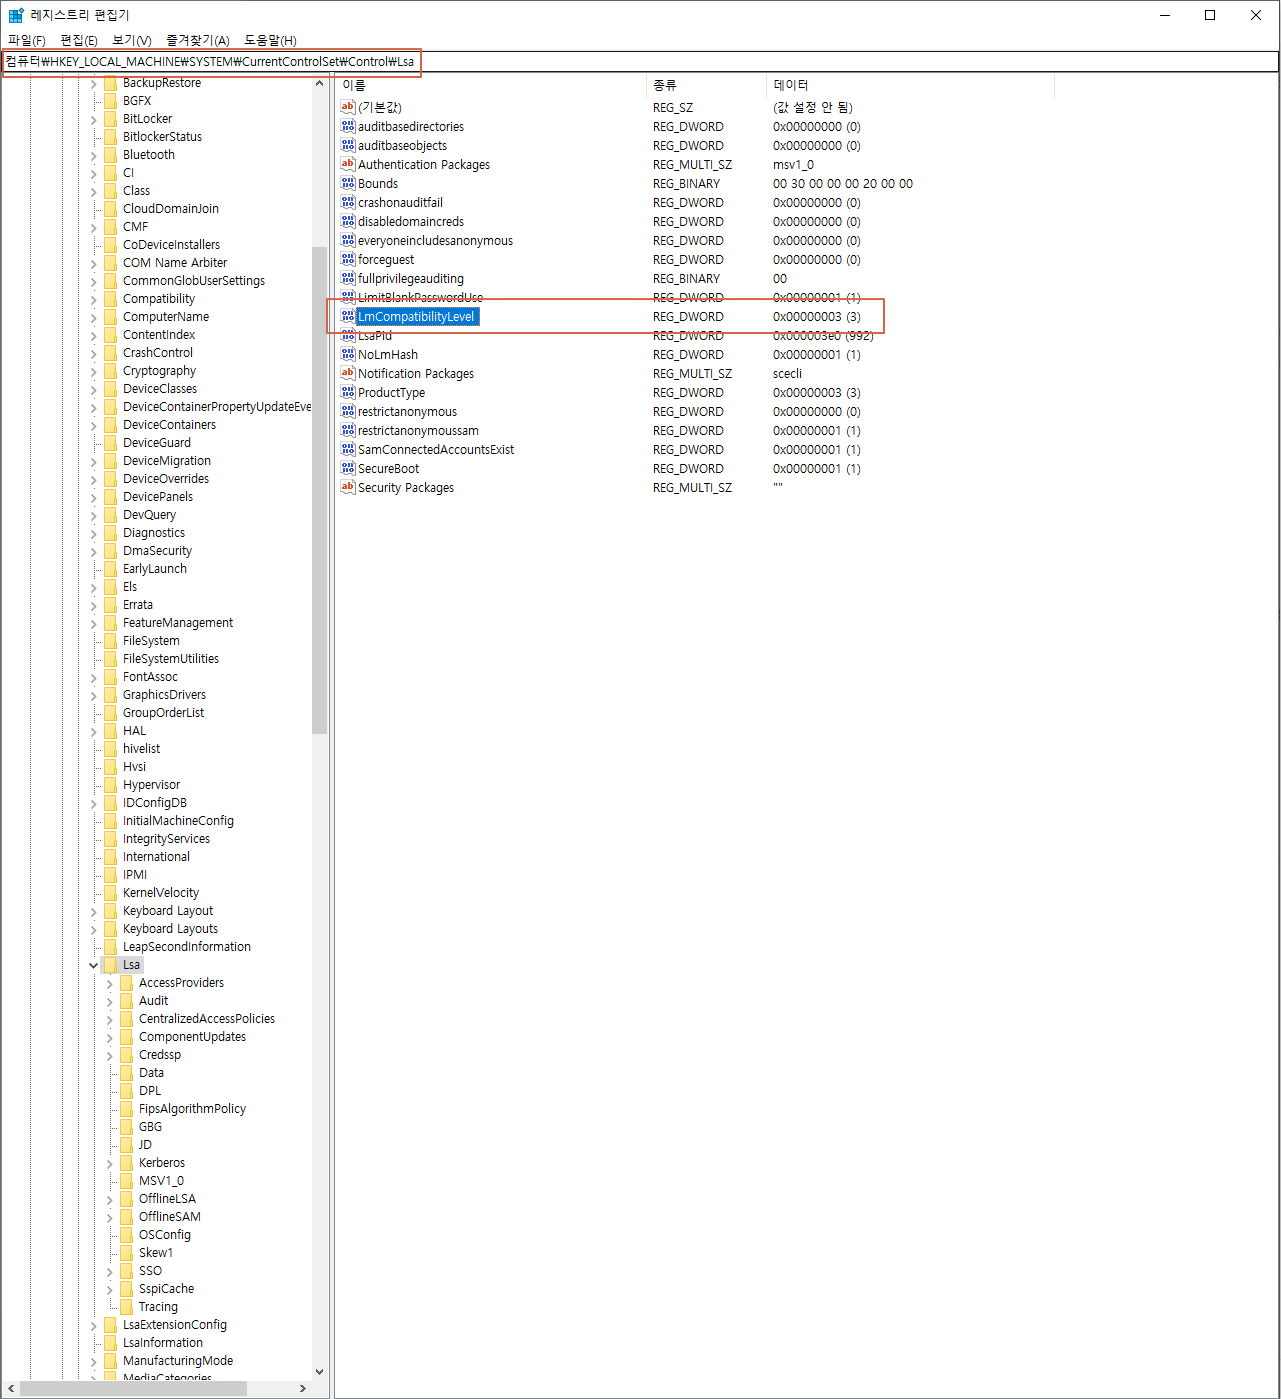 레지스트리 편집기
파일(F) 편집(E) 보기(V) 즐겨찾기(A) 도움말(H)
컴퓨터₩HKEY_LOCAL_MACHINE₩SYSTEM₩CurrentControlSet₩Control₩Lsa
BackupRestore
BGFX
BitLocker
BitlockerStatus
Bluetooth
CI
Class
CloudDomainJoin
CMF
CoDeviceInstallers
COM Name Arbiter
CommonGlobUserSettings
Compatibility
ComputerName
ContentIndex
CrashControl
Cryptography
DeviceClasses
DeviceContainerPropertyUpdateEve
DeviceContainers
DeviceGuard
DeviceMigration
DeviceOverrides
DevicePanels
DevQuery
Diagnostics
DmaSecurity
EarlyLaunch
Els
Errata
FeatureManagement
FileSystem
FileSystemUtilities
FontAssoc
GraphicsDrivers
GroupOrderList
HAL
hivelist
Hvsi
Hypervisor
IDConfigDB
InitialMachineConfig
IntegrityServices
International
IPMI
KernelVelocity
Keyboard Layout
Keyboard Layouts
LeapSecondInformation
Lsa
AccessProviders
Audit
CentralizedAccessPolicies
ComponentUpdates
Credssp
Data
DPL
FipsAlgorithmPolicy
GBG
JD
Kerberos
MSV1_0
OfflineLSA
OfflineSAM
OSConfig
Skew1
SSO
SspiCache
Tracing
LsaExtensionConfig
LsaInformation
ManufacturingMode
MediaCategories
이름 종류 데이터
(기본값) REG_SZ (값 설정 안 됨)
auditbasedirectories REG_DWORD 0x00000000 (0)
auditbaseobjects REG_DWORD 0x00000000 (0)
Authentication Packages REG_MULTI_SZ msv1_0
Bounds REG_BINARY 00 30 00 00 00 20 00 00
crashonauditfail REG_DWORD 0x00000000 (0)
disabledomaincreds REG_DWORD 0x00000000 (0)
everyoneincludesanonymous REG_DWORD 0x00000000 (0)
forceguest REG_DWORD 0x00000000 (0)
fullprivilegeauditing REG_BINARY 00
LimitBlankPasswordUse REG_DWORD 0x00000001 (1)
LmCompatibilityLevel REG_DWORD 0x00000003 (3)
LsaPid REG_DWORD 0x000003e0 (992)
NoLmHash REG_DWORD 0x00000001 (1)
Notification Packages REG_MULTI_SZ scecli
ProductType REG_DWORD 0x00000003 (3)
restrictanonymous REG_DWORD 0x00000000 (0)
restrictanonymoussam REG_DWORD 0x00000001 (1)
SamConnectedAccountsExist REG_DWORD 0x00000001 (1)
SecureBoot REG_DWORD 0x00000001 (1)
Security Packages REG_MULTI_SZ ""